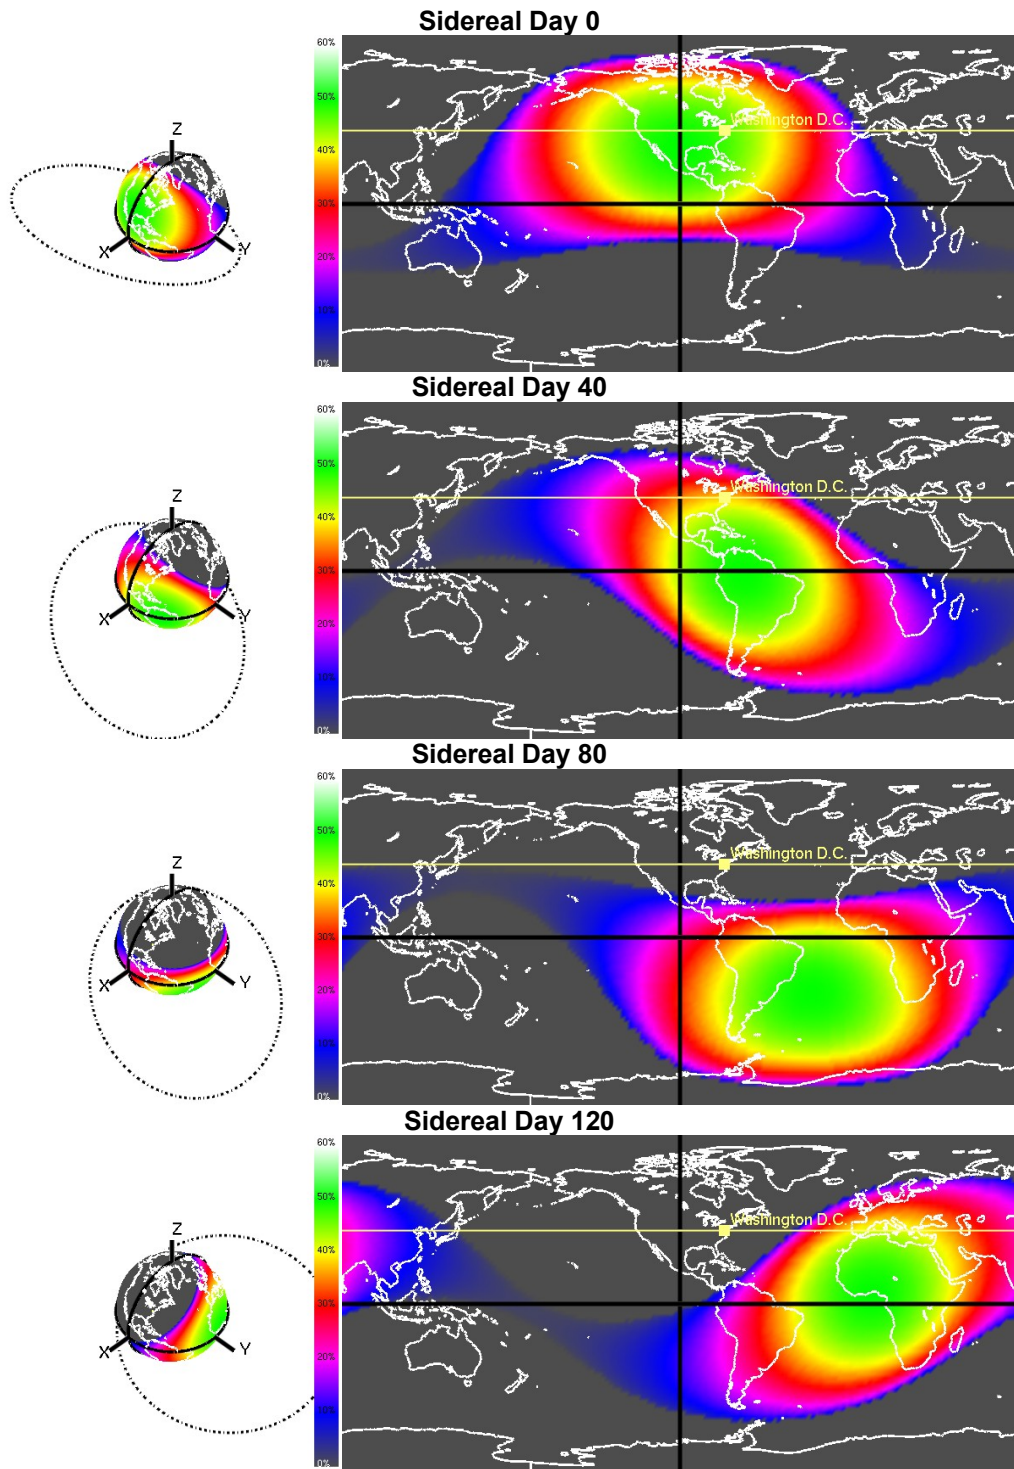 Sidereal Day 0
60%
50%
40%
30%
20%
10%
0%
Z
X
Y
Washington D.C.
Sidereal Day 40
60%
50%
40%
30%
20%
10%
0%
Z
X
Y
Washington D.C.
Sidereal Day 80
60%
50%
40%
30%
20%
10%
0%
Z
X
Y
Washington D.C.
Sidereal Day 120
60%
50%
40%
30%
20%
10%
0%
Z
X
Y
Washington D.C.